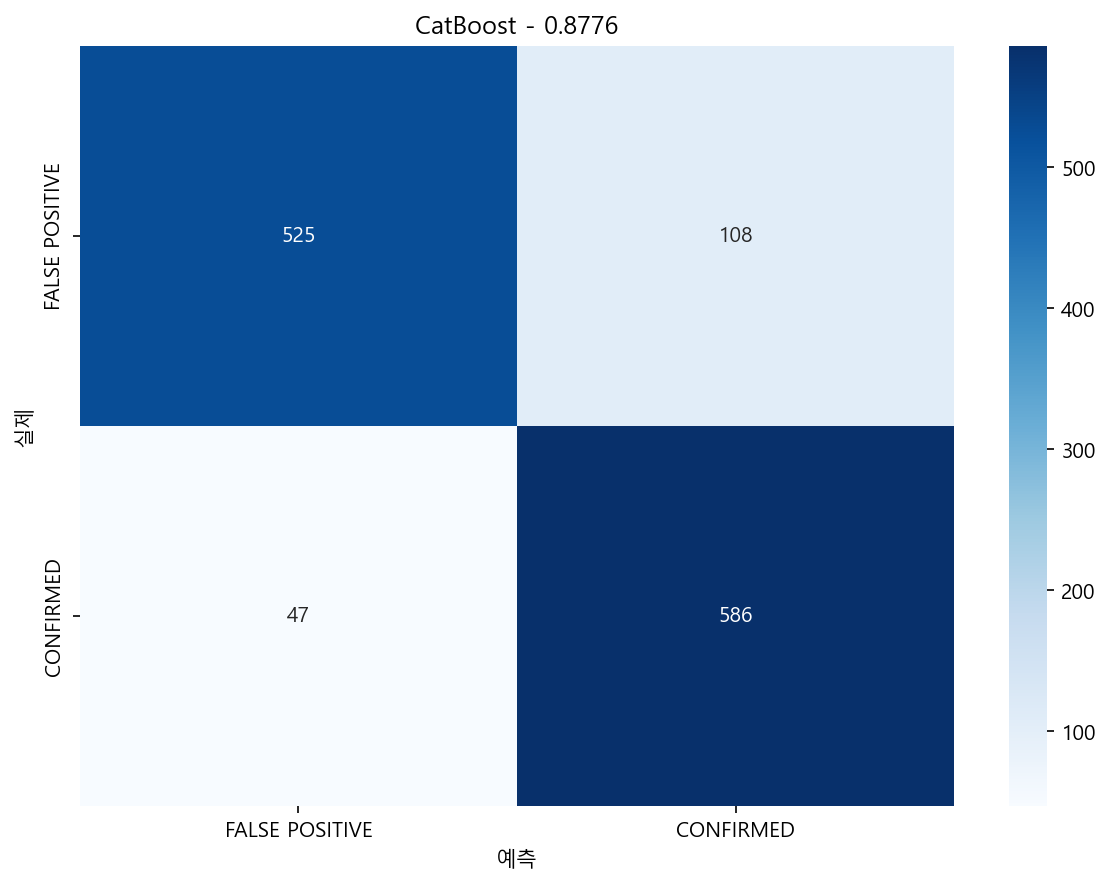 CatBoost - 0.8776
FALSE POSITIVE
525
108
CONFIRMED
47
586
실제
FALSE POSITIVE
CONFIRMED
예측
500
400
300
200
100